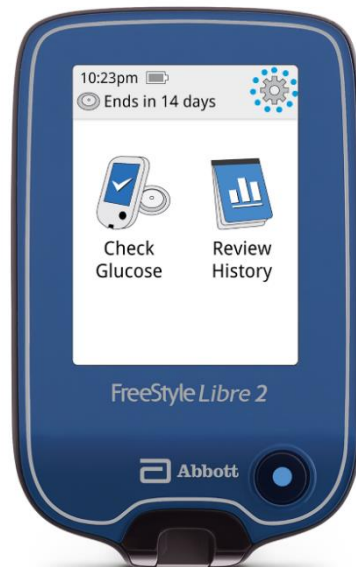 10:23pm
Ends in 14 days
Check
Glucose
Review
History
FreeStyle Libre 2
Abbott